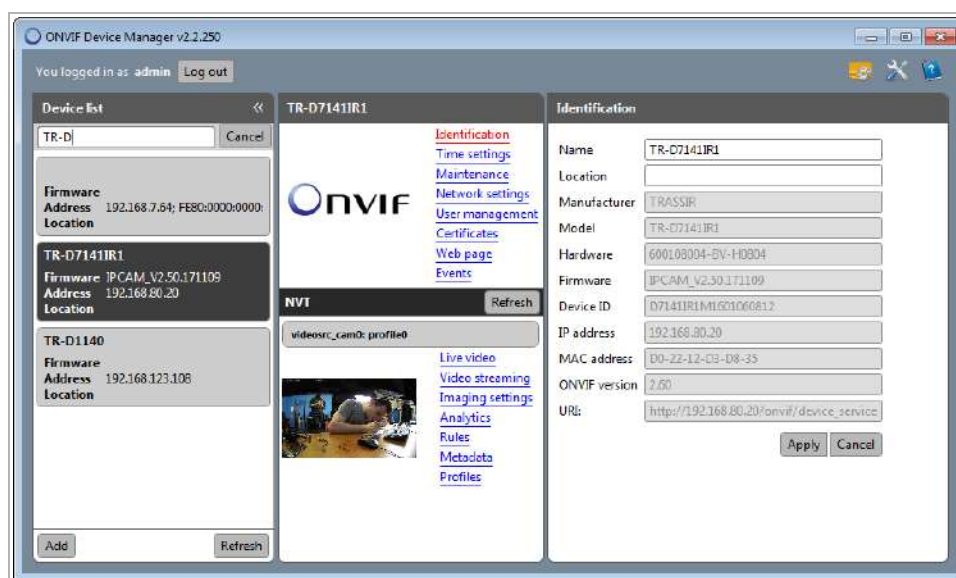 ONVIF Device Manager v2.2.250
You logged in as admin Log out
Device list «
TR-D Cancel
Firmware
Address 192.168.7.64; FE80:0000:0000:
Location
TR-D7141IR1
Firmware IPCAM_V2.50.171109
Address 192.168.80.20
Location
TR-D1140
Firmware
Address 192.168.123.108
Location
Add Refresh
TR-D7141IR1
ONVIF
Identification
Time settings
Maintenance
Network settings
User management
Certificates
Web page
Events
NVT Refresh
videosrc_cam0: profile0
Live video
Video streaming
Imaging settings
Analytics
Rules
Metadata
Profiles
Identification
Name TR-D7141IR1
Location
Manufacturer TRASSIR
Model TR-D7141IR1
Hardware 600108004-BV-H0804
Firmware IPCAM_V2.50.171109
Device ID D7141IR1M1601060812
IP address 192.168.80.20
MAC address D0-22-12-D3-D8-35
ONVIF version 2.60
URI: http://192.168.80.20/onvif/device_service
Apply Cancel